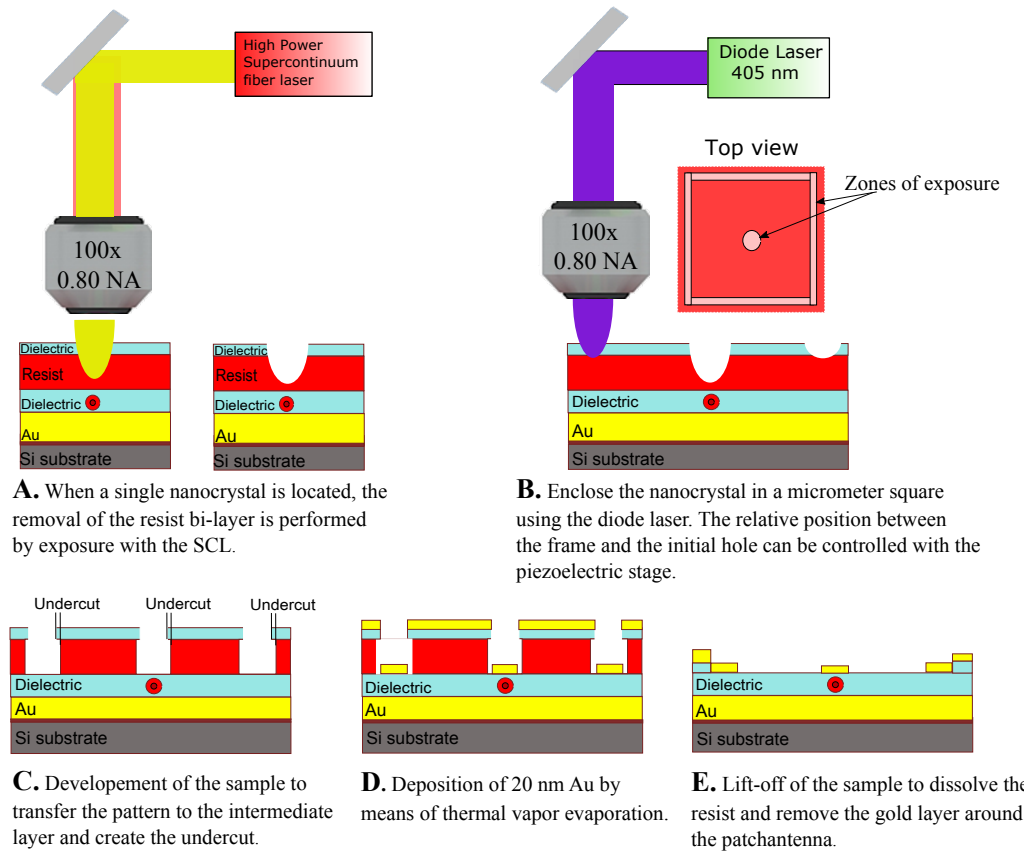 High Power
Supercontinuum
fiber laser
100x
0.80 NA
Dielectric
Resist
Dielectric
Au
Si substrate
Dielectric
Dielectric
Au
Si substrate
A. When a single nanocrystal is located, the
removal of the resist bi-layer is performed
by exposure with the SCL.
Diode Laser
405 nm
Top view
Zones of exposure
100x
0.80 NA
Dielectric
Au
Si substrate
B. Enclose the nanocrystal in a micrometer square
using the diode laser. The relative position between
the frame and the initial hole can be controlled with the
piezoelectric stage.
Undercut
Undercut
Undercut
Dielectric
Au
Si substrate
C. Developement of the sample to
transfer the pattern to the intermediate
layer and create the undercut.
Dielectric
Au
Si substrate
D. Deposition of 20 nm Au by
means of thermal vapor evaporation.
Dielectric
Au
Si substrate
E. Lift-off of the sample to dissolve the
resist and remove the gold layer around
the patchantenna.